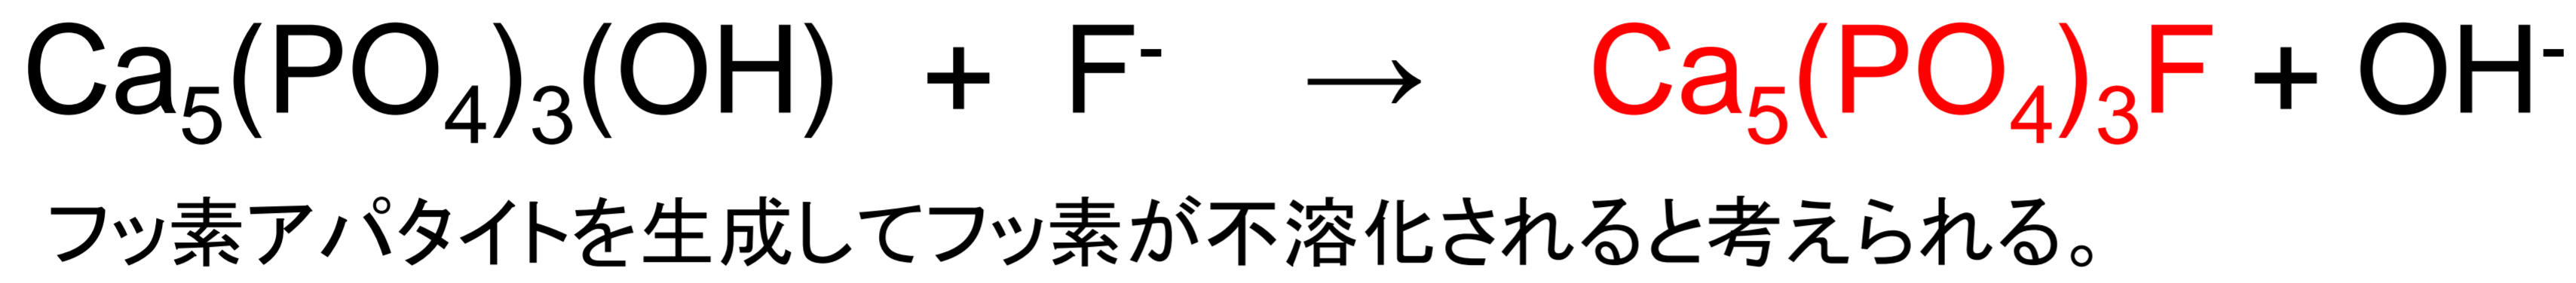 Ca₅(PO₄)₃(OH) + F⁻ → Ca₅(PO₄)₃F + OH⁻
フッ素アパタイトを生成してフッ素が不溶化されると考えられる。